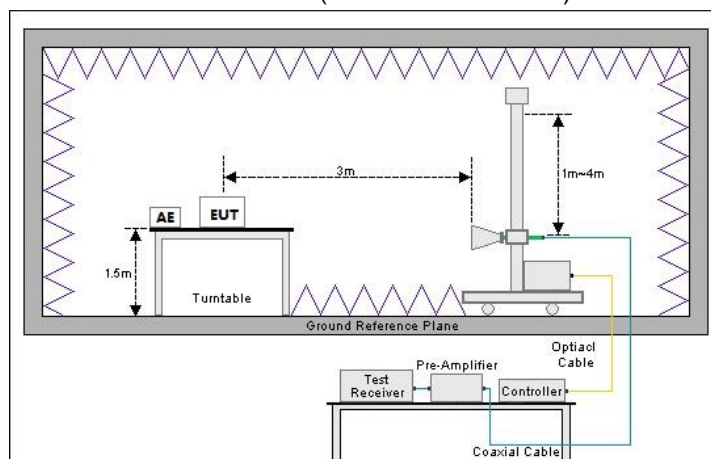 3m
1m~4m
AE
EUT
1.5m
Turntable
Ground Reference Plane
Optiacl
Cable
Pre-Amplifier
Test
Receiver
Controller
Coaxial Cable